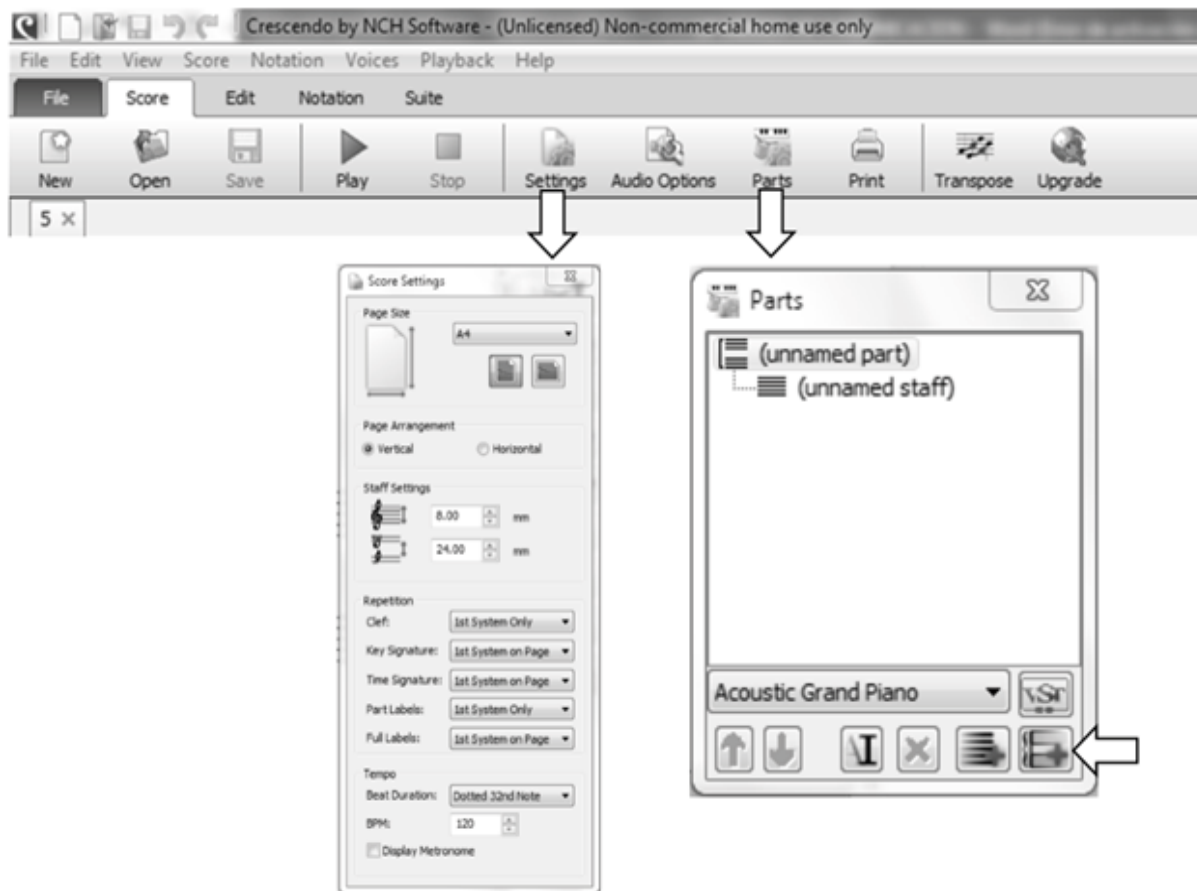 Crescendo by NCH Software - (Unlicensed) Non-commercial home use only
File Edit View Score Notation Voices Playback Help
File Score Edit Notation Suite
New Open Save Play Stop Settings Audio Options Parts Print Transpose Upgrade
5
Score Settings
Page Size
A4
Page Arrangement
Vertical Horizontal
Staff Settings
8.00 mm
24.00 mm
Repetition
Clef: 1st System Only
Key Signature: 1st System on Page
Time Signature: 1st System on Page
Part Labels: 1st System Only
Full Labels: 1st System on Page
Tempo
Beat Duration: Dotted 32nd Note
BPM: 120
Display Metronome
Parts
(unnamed part)
(unnamed staff)
Acoustic Grand Piano
VST
AI